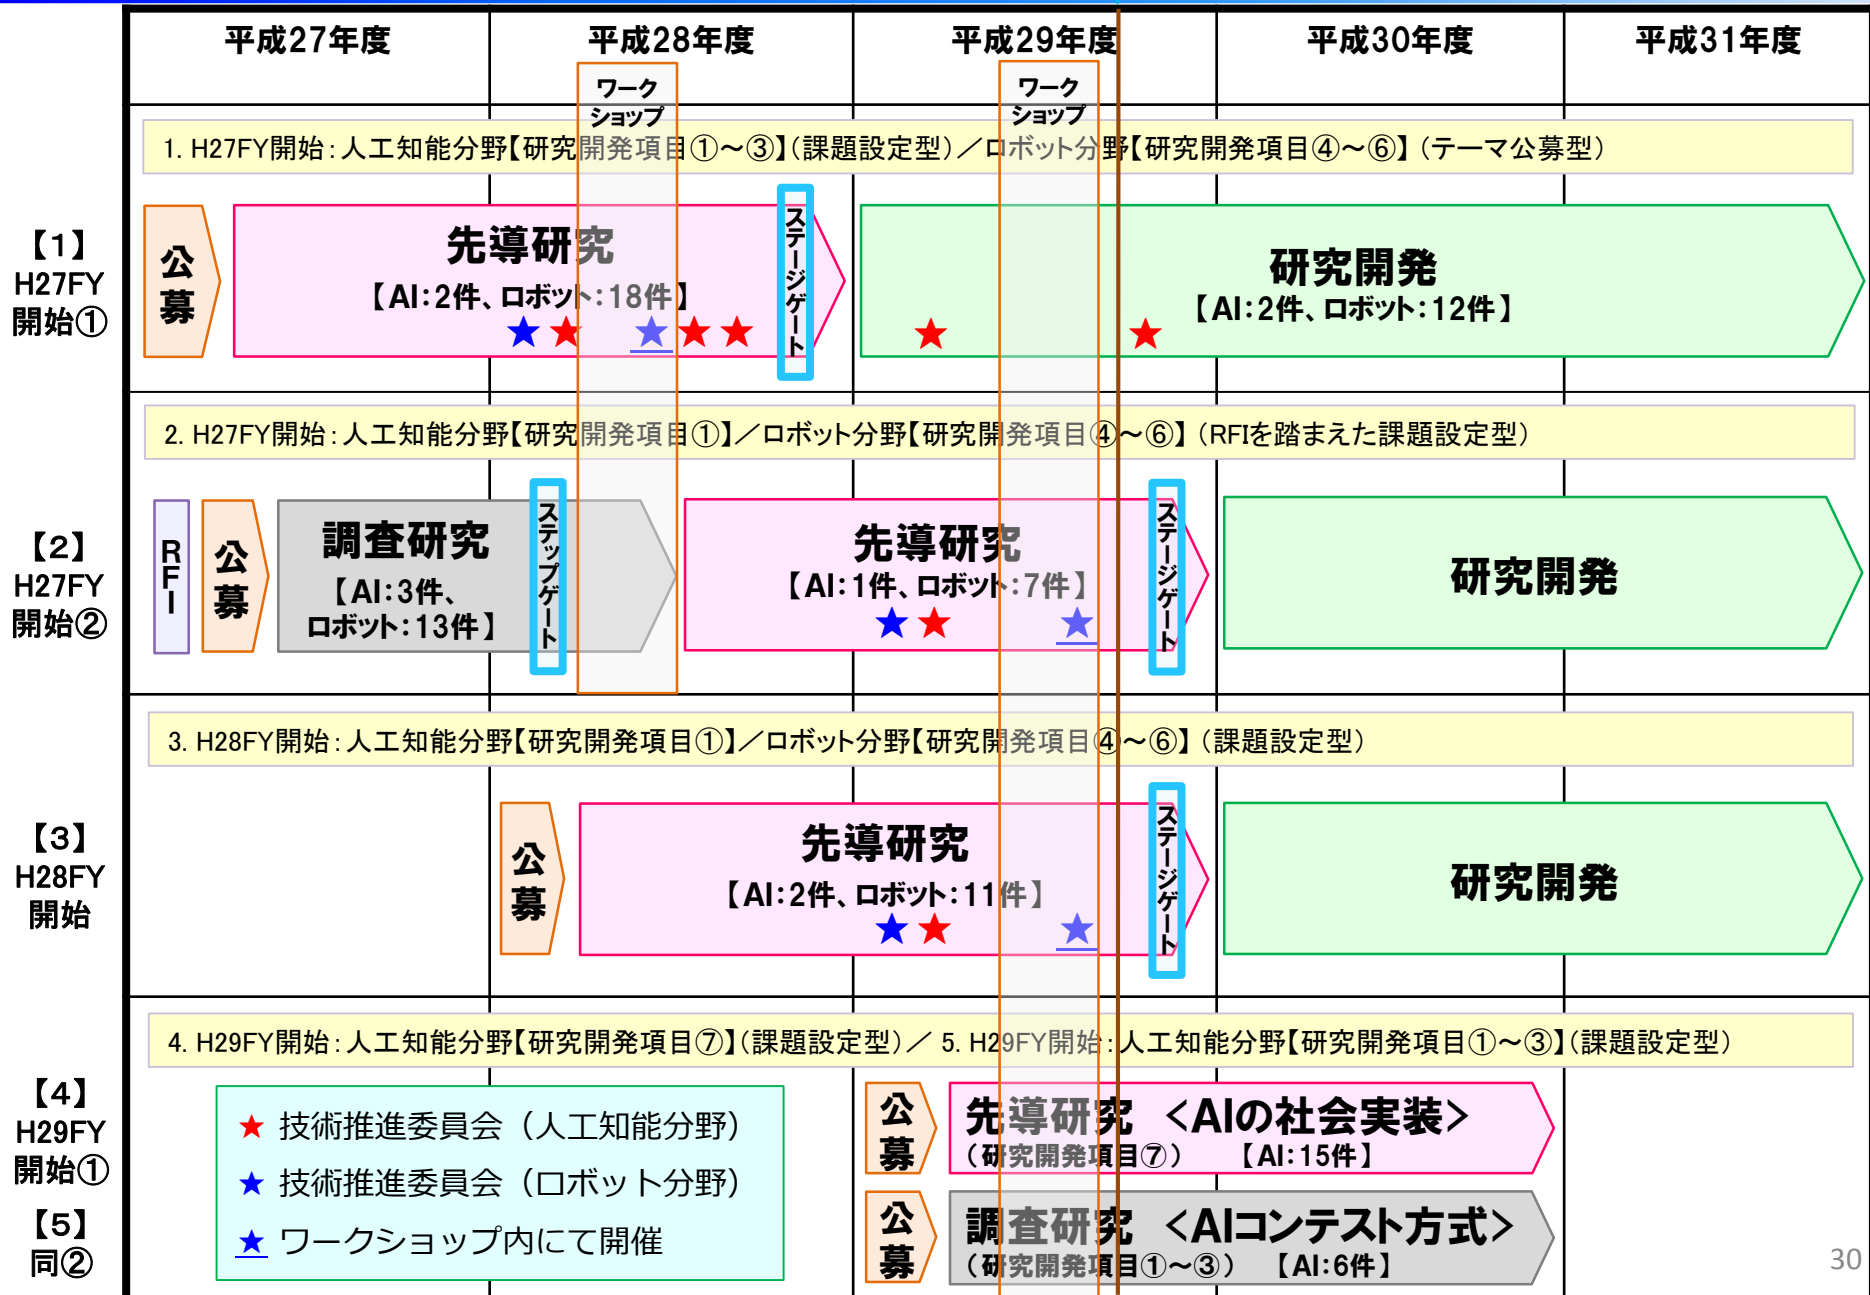 平成27年度
平成28年度
平成29年度
平成30年度
平成31年度
ワーク
ショップ
ワーク
ショップ
1. H27FY開始：人工知能分野【研究開発項目①～③】（課題設定型）／ロボット分野【研究開発項目④～⑥】（テーマ公募型）
【1】
H27FY
開始①
公募
先導研究
【AI：2件、ロボット：18件】
ステージゲート
研究開発
【AI：2件、ロボット：12件】
2. H27FY開始：人工知能分野【研究開発項目①】／ロボット分野【研究開発項目④～⑥】（RFIを踏まえた課題設定型）
【2】
H27FY
開始②
RFI
公募
調査研究
【AI：3件、
ロボット：13件】
ステップゲート
先導研究
【AI：1件、ロボット：7件】
ステージゲート
研究開発
3. H28FY開始：人工知能分野【研究開発項目①】／ロボット分野【研究開発項目④～⑥】（課題設定型）
【3】
H28FY
開始
公募
先導研究
【AI：2件、ロボット：11件】
ステージゲート
研究開発
4. H29FY開始：人工知能分野【研究開発項目⑦】（課題設定型）／ 5. H29FY開始：人工知能分野【研究開発項目①～③】（課題設定型）
【4】
H29FY
開始①
【5】
同②
★ 技術推進委員会（人工知能分野）
★ 技術推進委員会（ロボット分野）
★ ワークショップ内にて開催
公募
先導研究 ＜AIの社会実装＞
（研究開発項目⑦） 【AI：15件】
公募
調査研究 ＜AIコンテスト方式＞
（研究開発項目①～③） 【AI：6件】
30